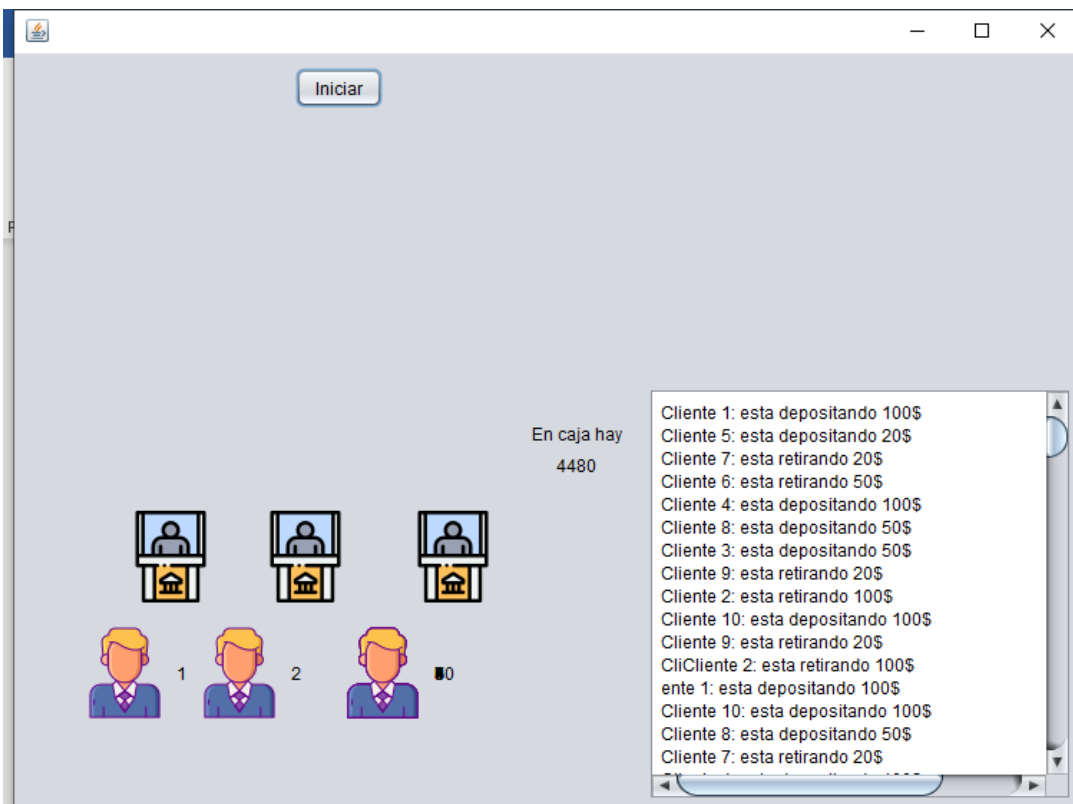 Iniciar
En caja hay
4480
1
2
Cliente 1: esta depositando 100$
Cliente 5: esta depositando 20$
Cliente 7: esta retirando 20$
Cliente 6: esta retirando 50$
Cliente 4: esta depositando 100$
Cliente 8: esta depositando 50$
Cliente 3: esta depositando 50$
Cliente 9: esta retirando 20$
Cliente 2: esta retirando 100$
Cliente 10: esta depositando 100$
Cliente 9: esta retirando 20$
CliCliente 2: esta retirando 100$
ente 1: esta depositando 100$
Cliente 10: esta depositando 100$
Cliente 8: esta depositando 50$
Cliente 7: esta retirando 20$